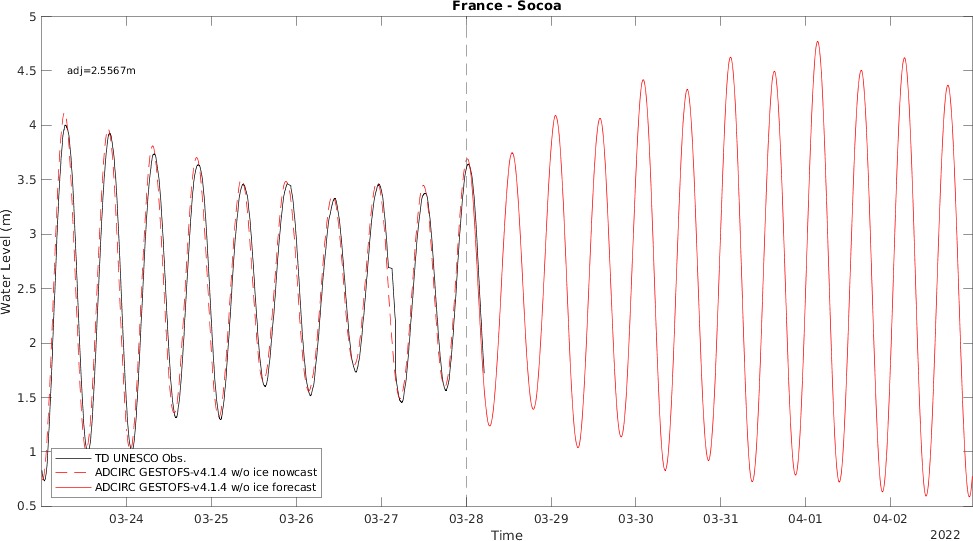 France - Socoa
5
4.5
4
3.5
3
2.5
2
1.5
1
0.5
Water Level (m)
adj=2.5567m
TD UNESCO Obs.
ADCIRC GESTOFS-v4.1.4 w/o ice nowcast
ADCIRC GESTOFS-v4.1.4 w/o ice forecast
03-24 03-25 03-26 03-27 03-28 03-29 03-30 03-31 04-01 04-02
Time
2022